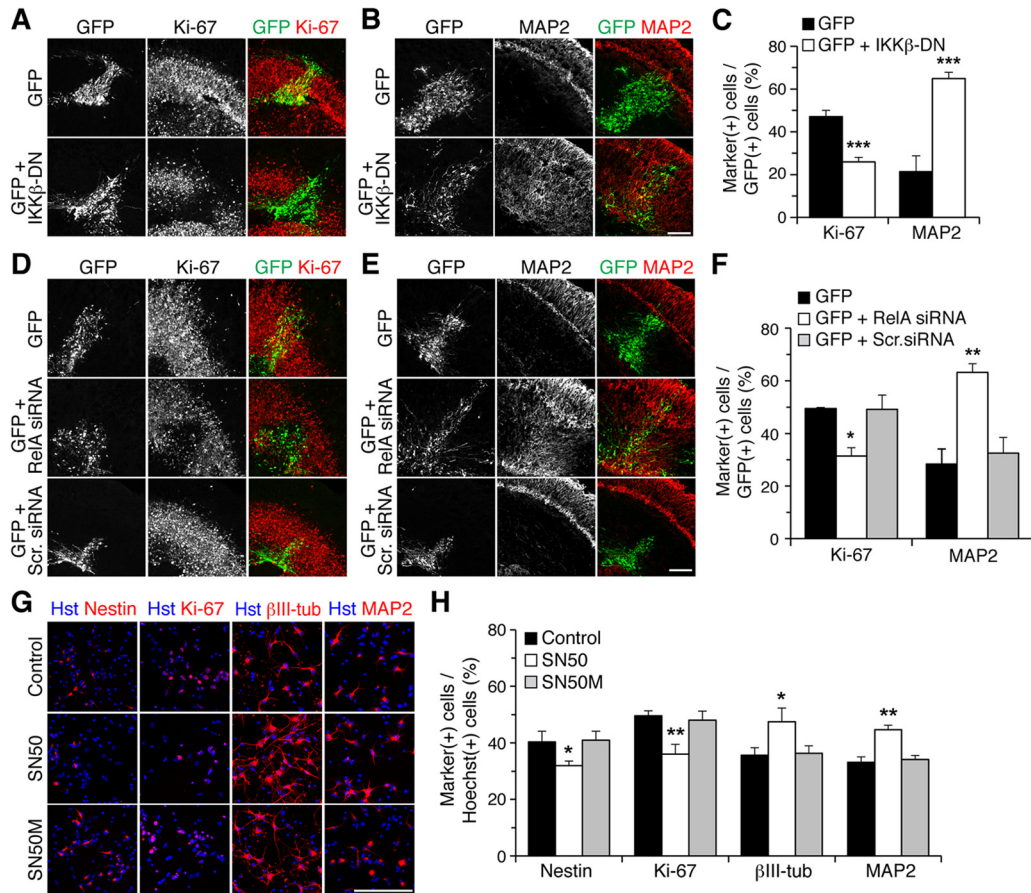 A
GFP Ki-67 GFP Ki-67
GFP
GFP +
IKKβ-DN
B
GFP MAP2 GFP MAP2
GFP
GFP +
IKKβ-DN
C
GFP
GFP + IKKβ-DN
Marker(+) cells /
GFP(+) cells (%)
80
60
40
20
0
***
***
Ki-67 MAP2
D
GFP Ki-67 GFP Ki-67
GFP
GFP +
RelA siRNA
GFP +
Scr. siRNA
E
GFP MAP2 GFP MAP2
GFP
GFP +
RelA siRNA
GFP +
Scr. siRNA
F
GFP
GFP + RelA siRNA
GFP + Scr.siRNA
Marker(+) cells /
GFP(+) cells (%)
80
60
40
20
0
*
**
Ki-67 MAP2
G
Hst Nestin Hst Ki-67 Hst βIII-tub Hst MAP2
Control
SN50
SN50M
H
Control
SN50
SN50M
Marker(+) cells /
Hoechst(+) cells (%)
80
60
40
20
0
*
**
*
**
Nestin Ki-67 βIII-tub MAP2